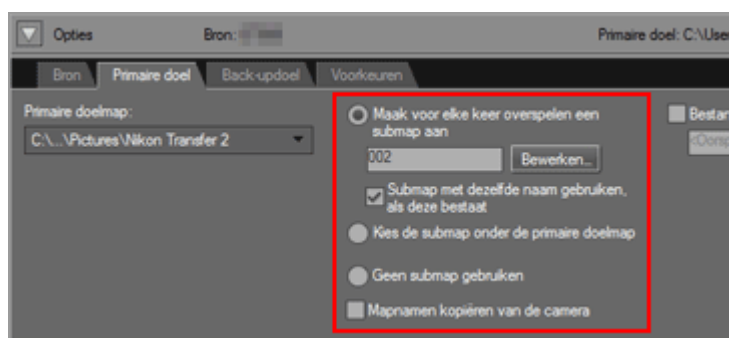 Opties Bron: Primaire doel: C:\User
Bron Primaire doel Back-updoel Voorkeuren
Primaire doelmap:
C:\...\Pictures\Nikon Transfer 2
Maak voor elke keer overspelen een
submap aan
002 Bewerken...
Submap met dezelfde naam gebruiken,
als deze bestaat
Kies de submap onder de primaire doelmap
Geen submap gebruiken
Mapnamen kopiëren van de camera
Bestan